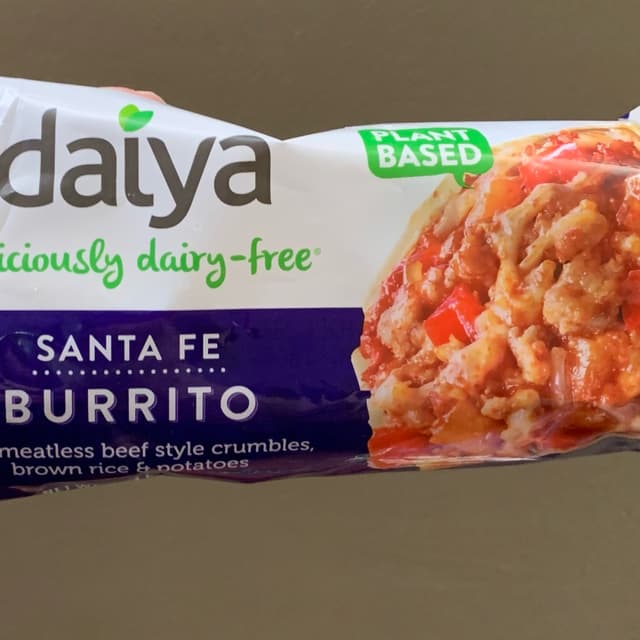 daiya
iciously dairy-free®
PLANT
BASED
SANTA FE
BURRITO
meatless beef style crumbles,
brown rice & potatoes